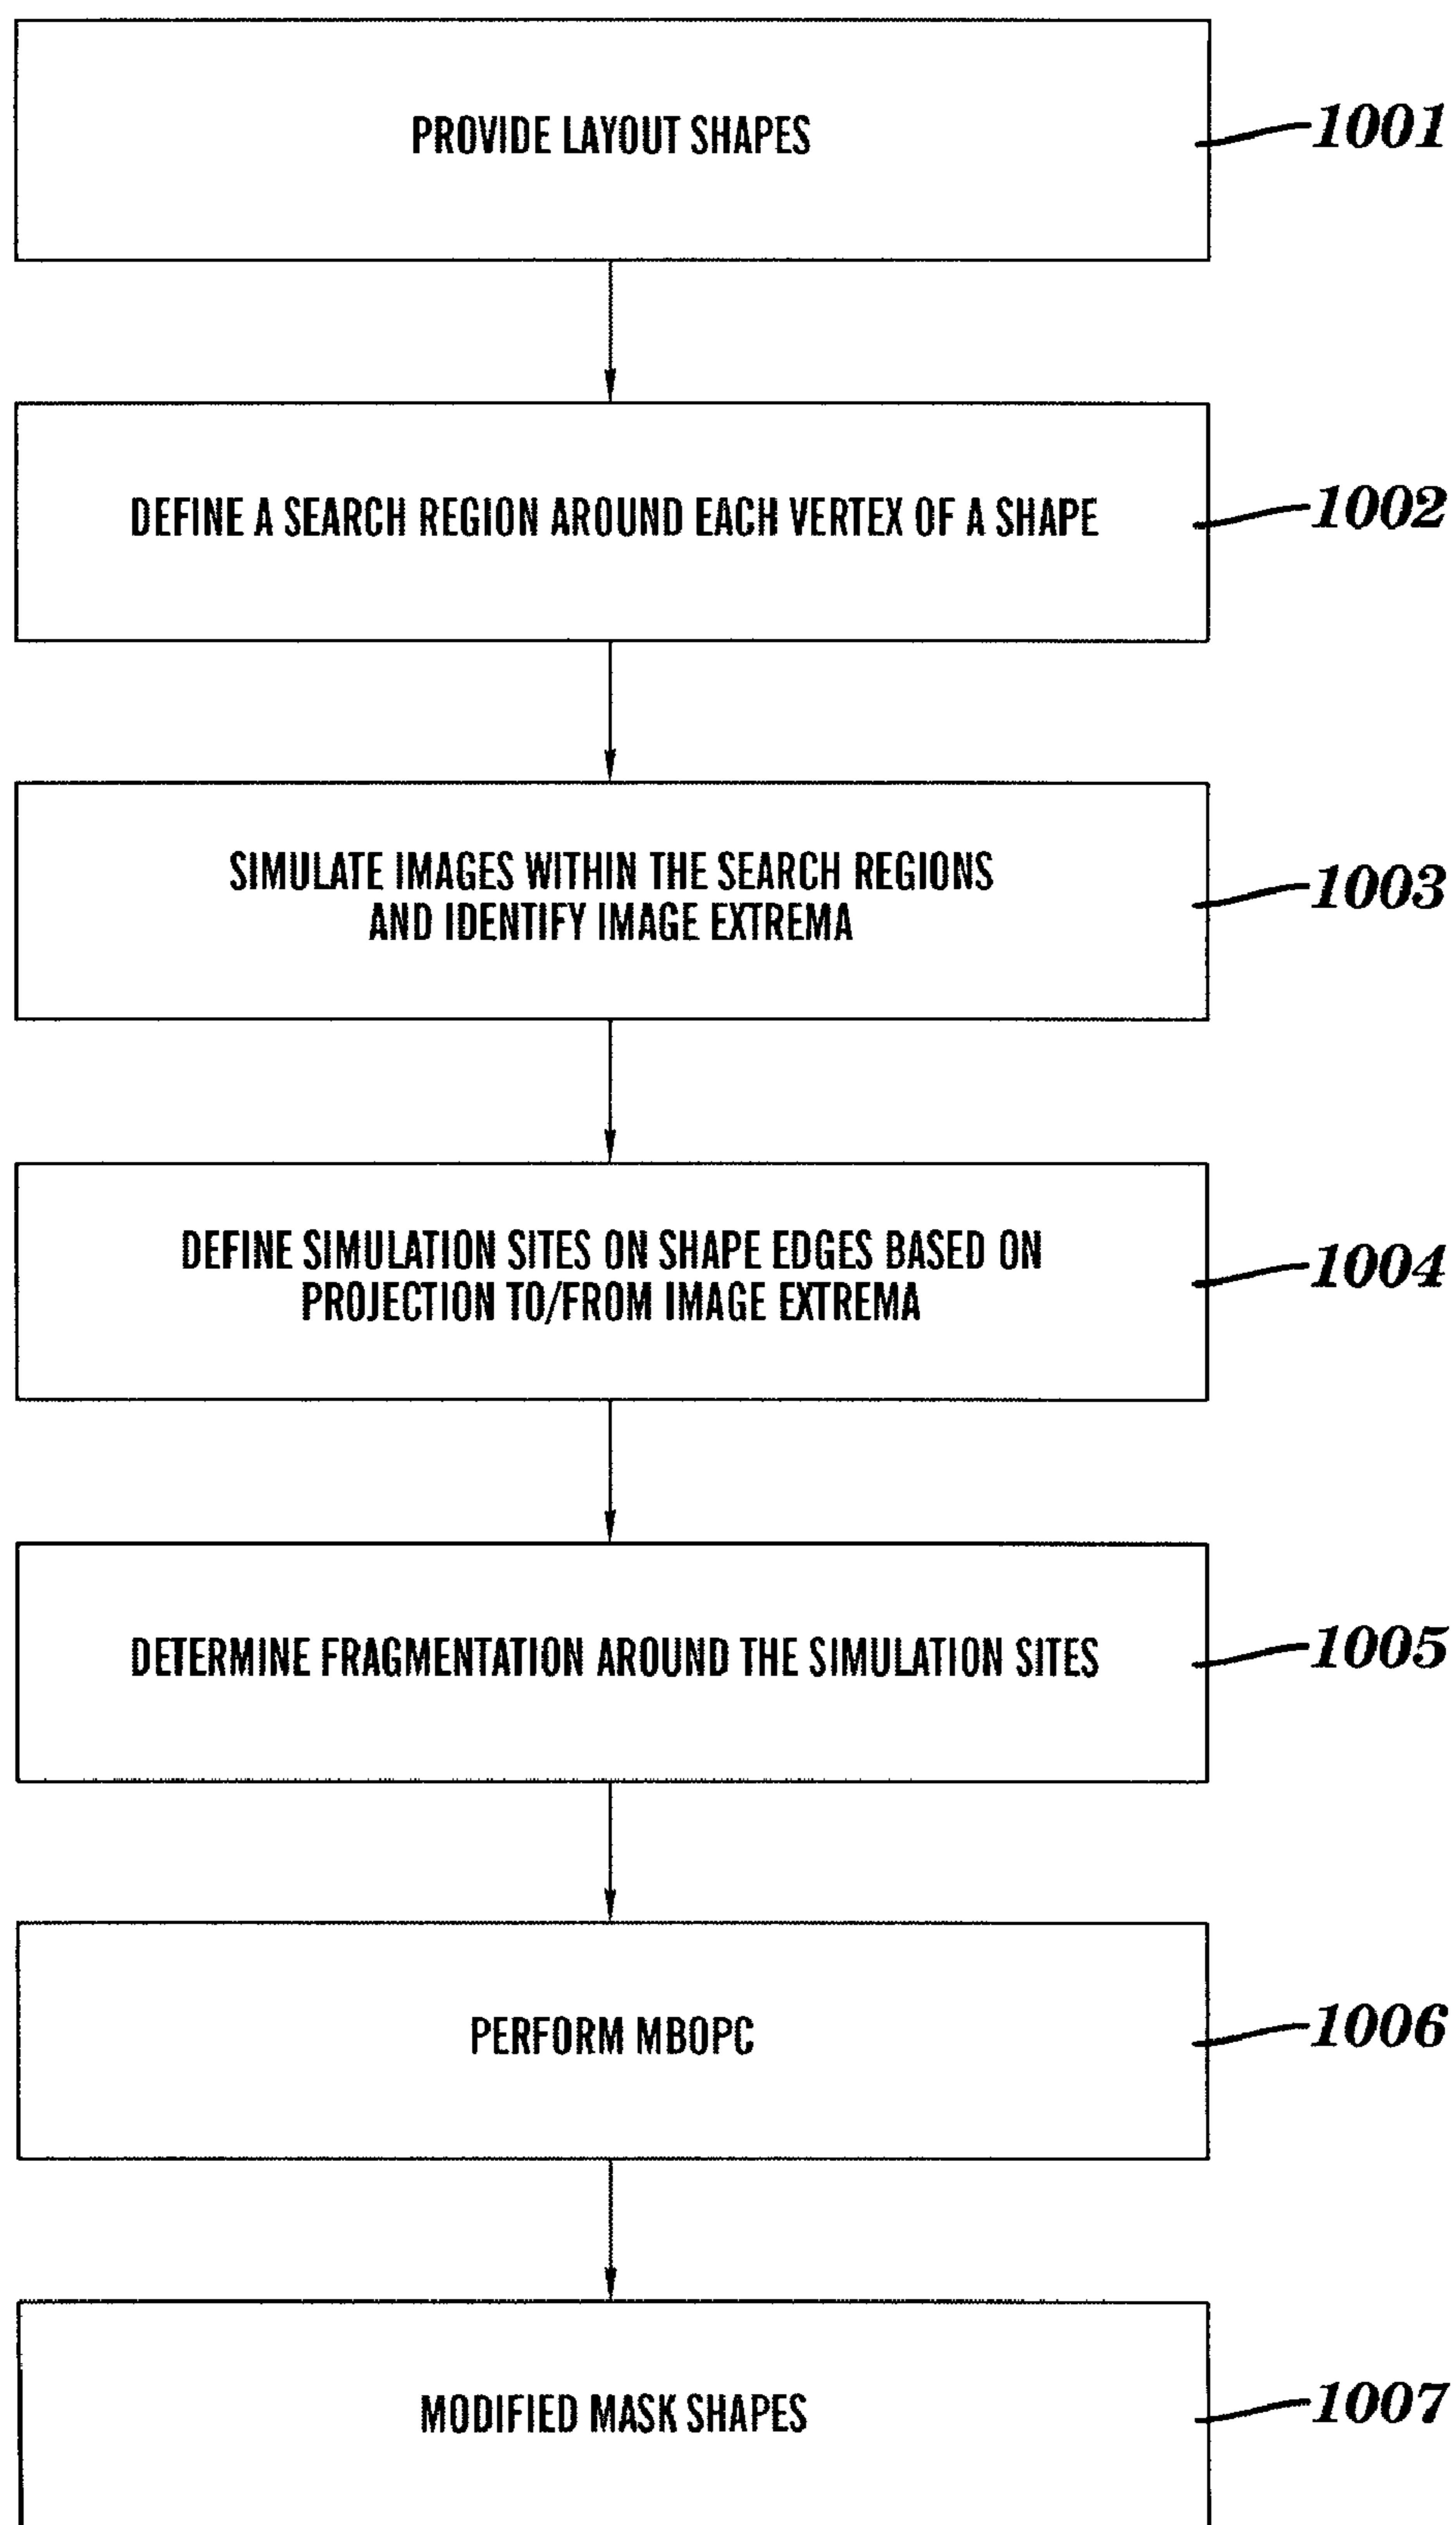 PROVIDE LAYOUT SHAPES
1001
DEFINE A SEARCH REGION AROUND EACH VERTEX OF A SHAPE
1002
SIMULATE IMAGES WITHIN THE SEARCH REGIONS
AND IDENTIFY IMAGE EXTREMA
1003
DEFINE SIMULATION SITES ON SHAPE EDGES BASED ON
PROJECTION TO/FROM IMAGE EXTREMA
1004
DETERMINE FRAGMENTATION AROUND THE SIMULATION SITES
1005
PERFORM MBOPC
1006
MODIFIED MASK SHAPES
1007